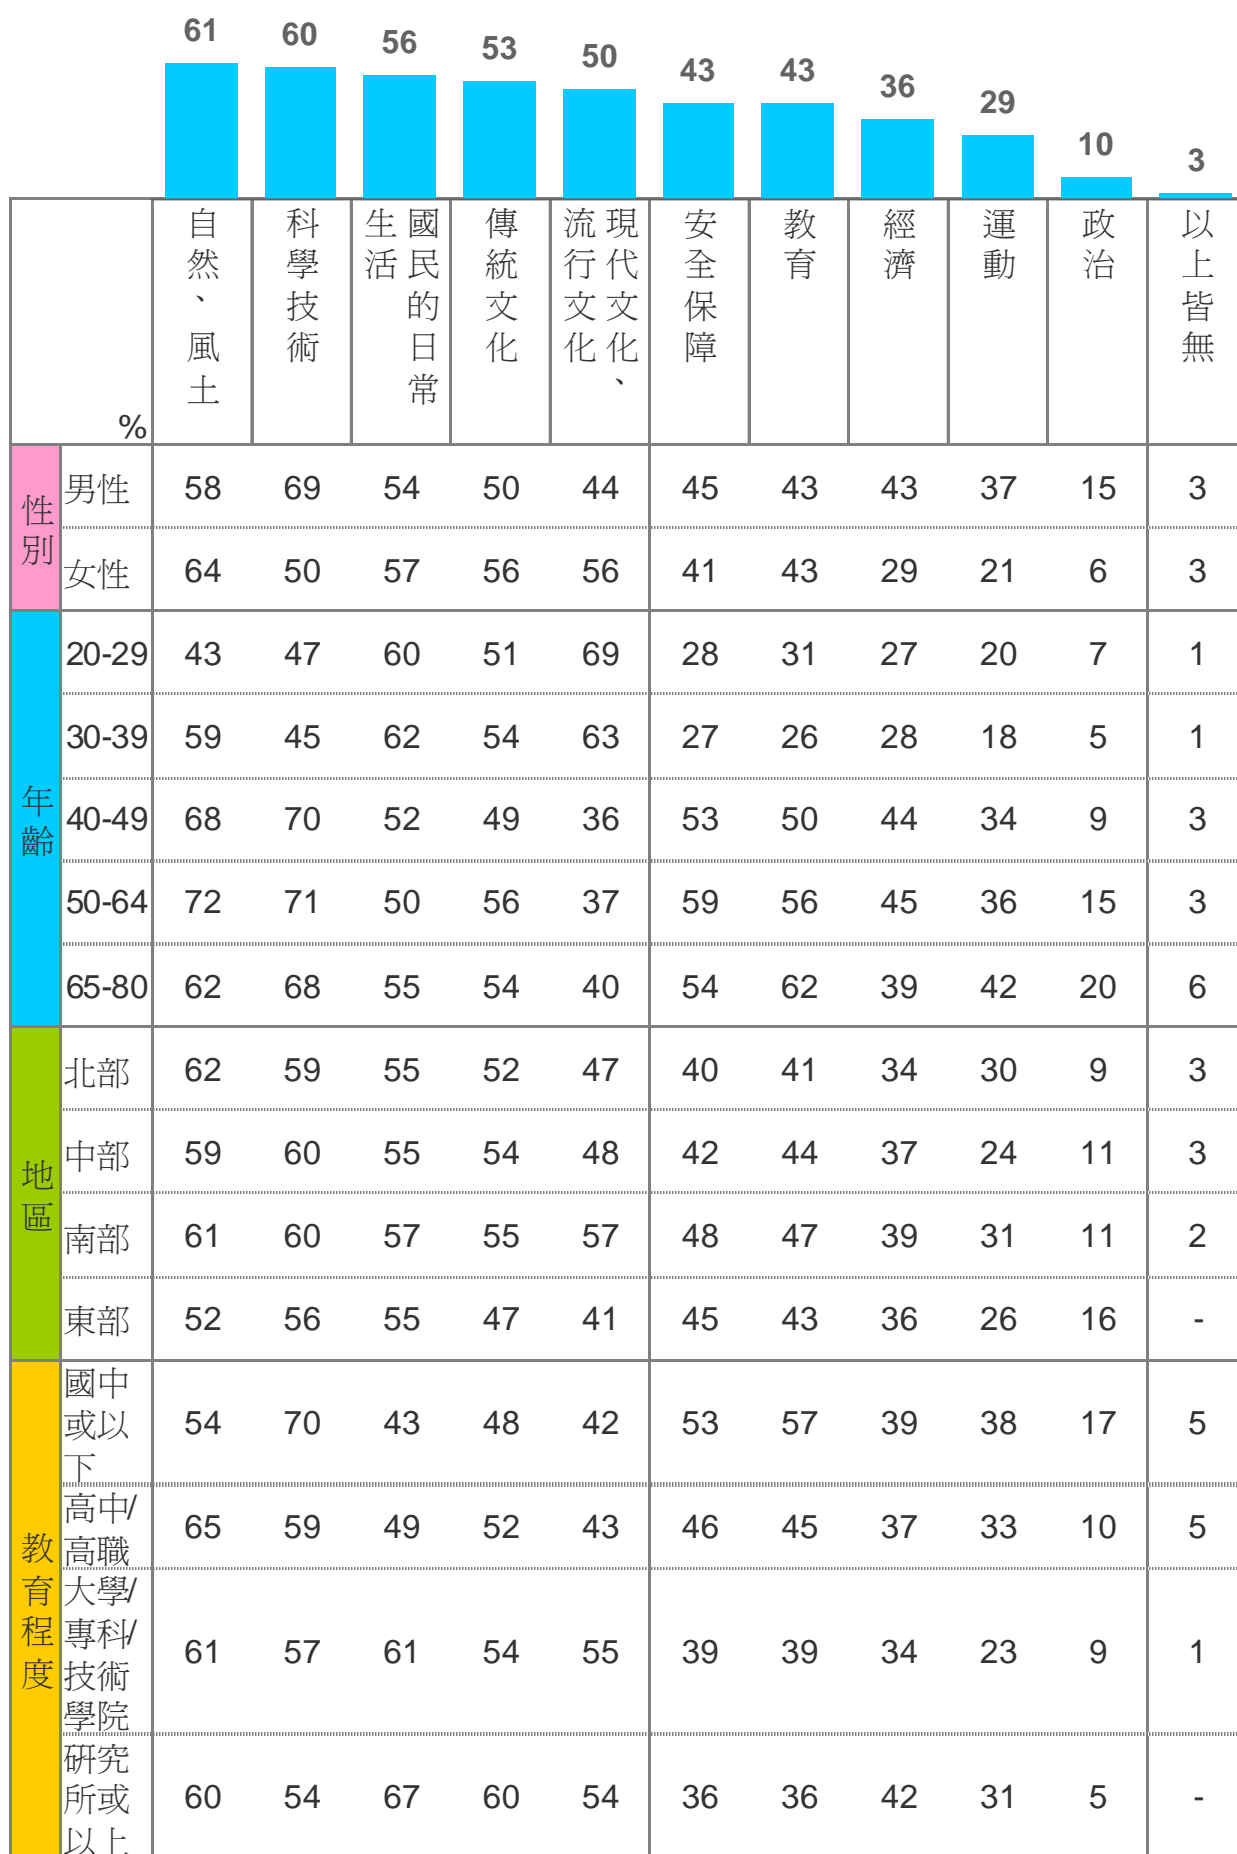 61 60 56 53 50 43 43 36 29 10 3
%
自然、風土
科學技術
國民的日常
生活
傳統文化
現代文化、
流行文化
安全保障
教育
經濟
運動
政治
以上皆無
性別
男性 58 69 54 50 44 45 43 43 37 15 3
女性 64 50 57 56 56 41 43 29 21 6 3
年齡
20-29 43 47 60 51 69 28 31 27 20 7 1
30-39 59 45 62 54 63 27 26 28 18 5 1
40-49 68 70 52 49 36 53 50 44 34 9 3
50-64 72 71 50 56 37 59 56 45 36 15 3
65-80 62 68 55 54 40 54 62 39 42 20 6
地區
北部 62 59 55 52 47 40 41 34 30 9 3
中部 59 60 55 54 48 42 44 37 24 11 3
南部 61 60 57 55 57 48 47 39 31 11 2
東部 52 56 55 47 41 45 43 36 26 16 -
教育程度
國中
或以
下
54 70 43 48 42 53 57 39 38 17 5
高中/
高職
65 59 49 52 43 46 45 37 33 10 5
大學/
專科/
技術
學院
61 57 61 54 55 39 39 34 23 9 1
研究
所或
以上
60 54 67 60 54 36 36 42 31 5 -